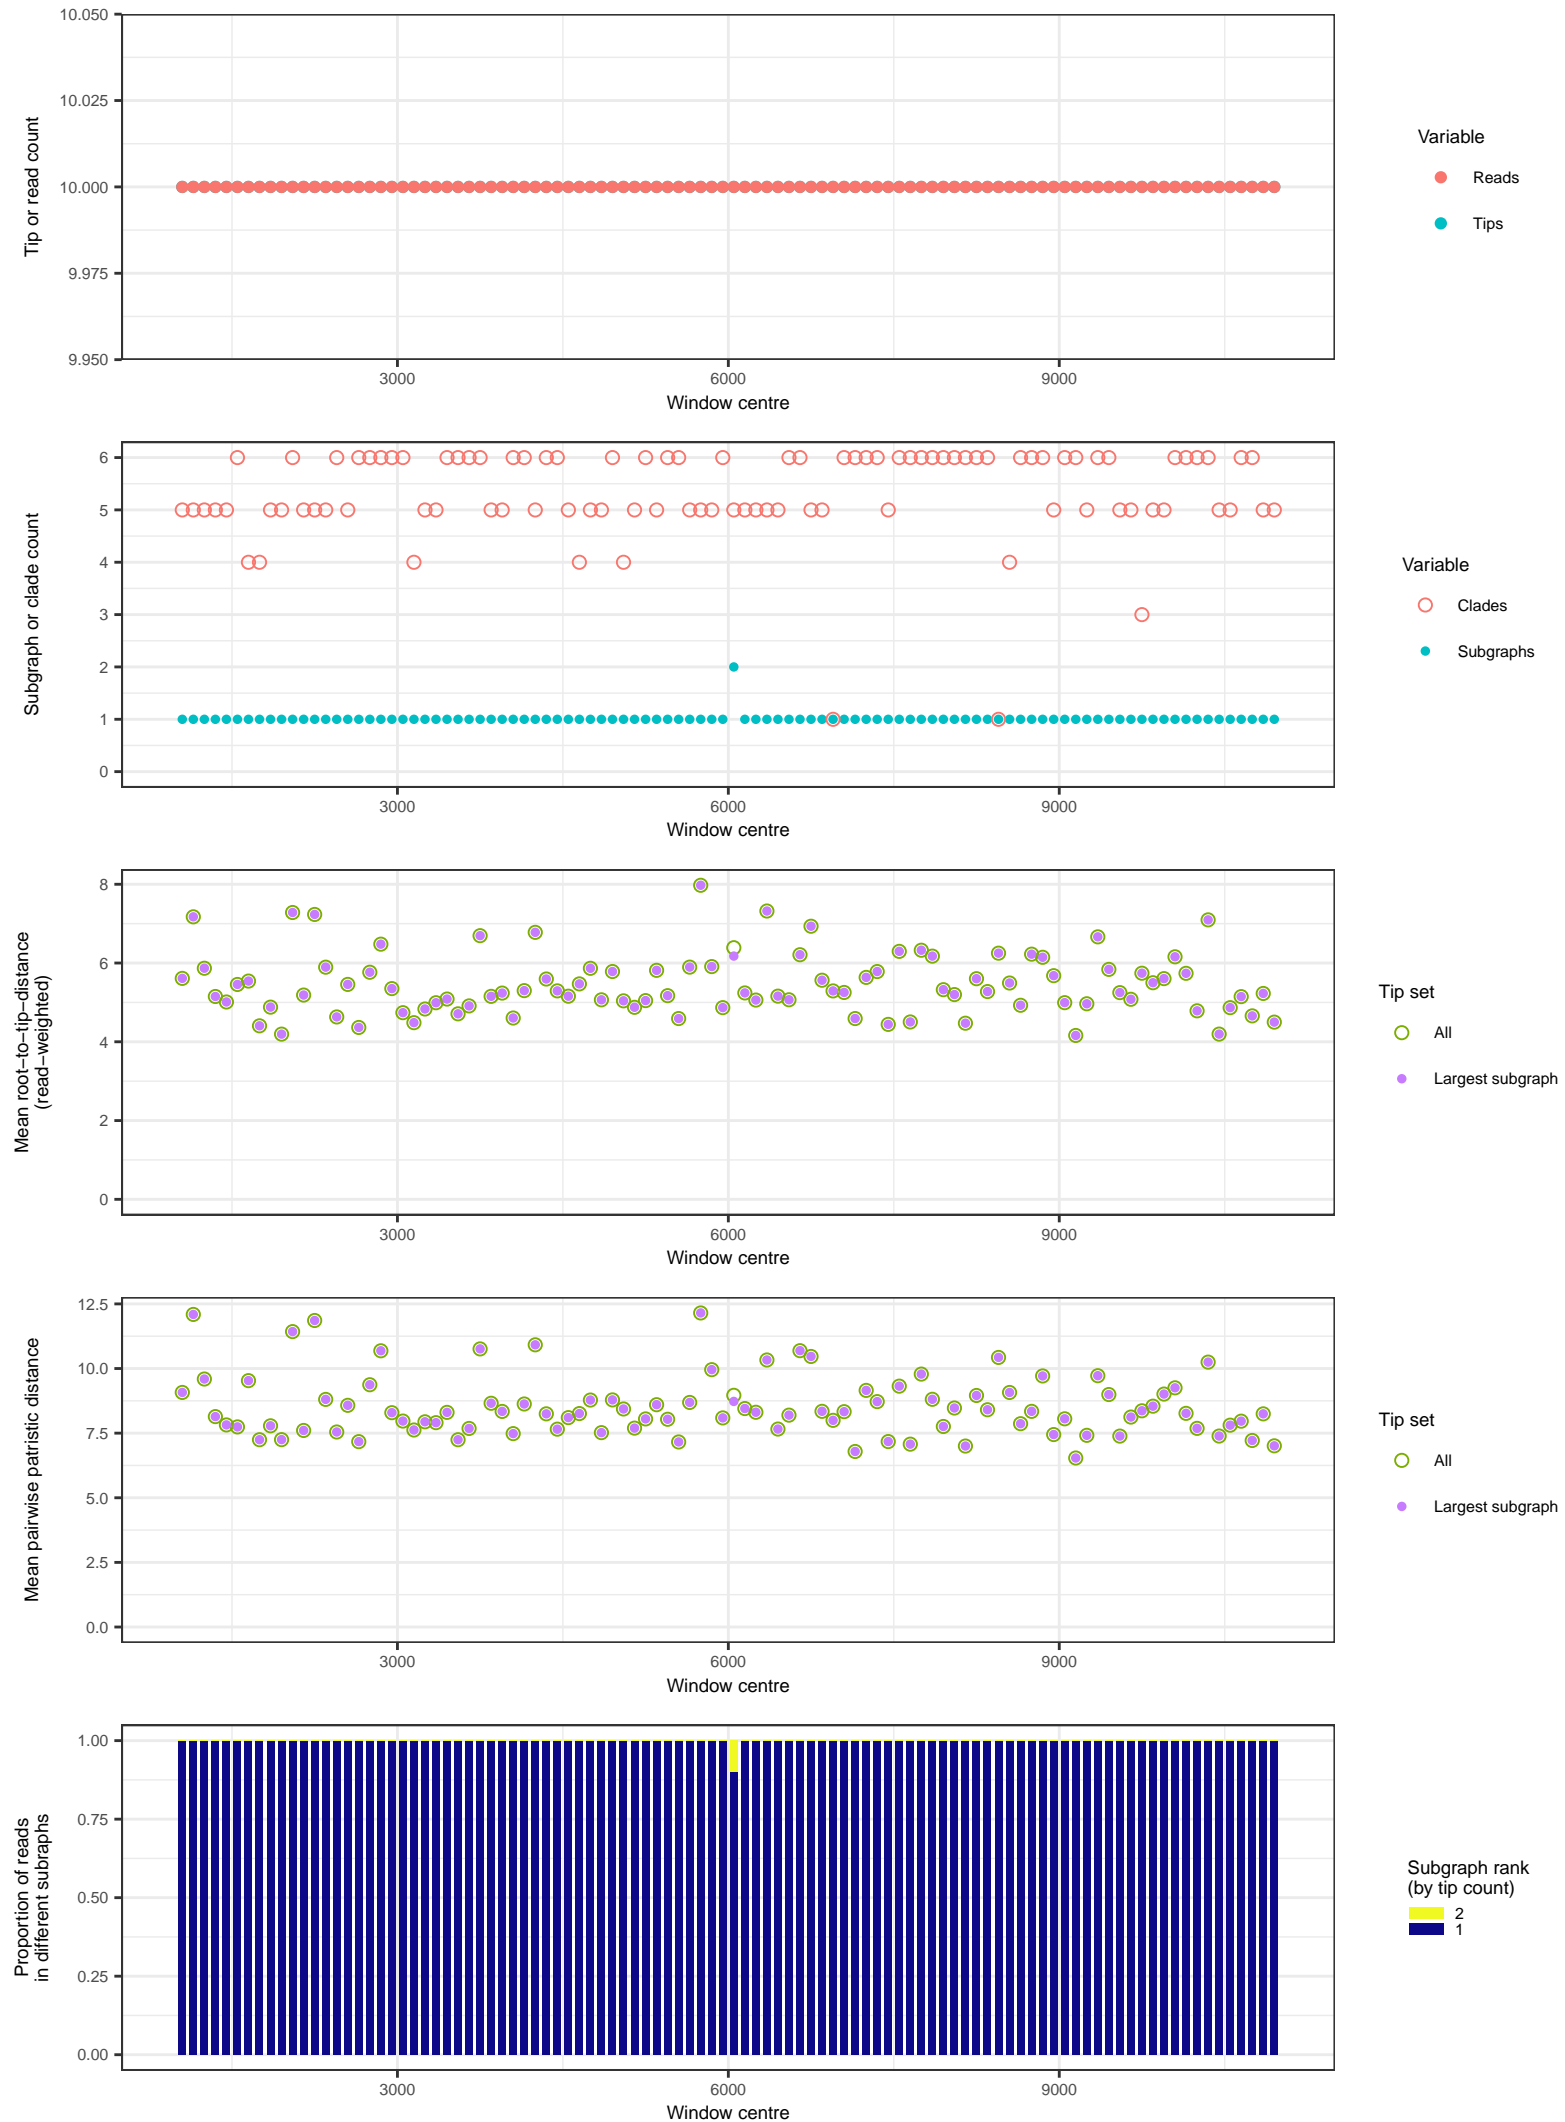 10.050
10.025
10.000
9.975
9.950
Tip or read count
3000
6000
9000
Window centre
Variable
Reads
Tips
6
5
4
3
2
1
0
Subgraph or clade count
3000
6000
9000
Window centre
Variable
Clades
Subgraphs
8
6
4
2
0
Mean root−to−tip−distance
(read−weighted)
3000
6000
9000
Window centre
Tip set
All
Largest subgraph
12.5
10.0
7.5
5.0
2.5
0.0
Mean pairwise patristic distance
3000
6000
9000
Window centre
Tip set
All
Largest subgraph
1.00
0.75
0.50
0.25
0.00
Proportion of reads
in different subraphs
3000
6000
9000
Window centre
Subgraph rank
(by tip count)
2
1